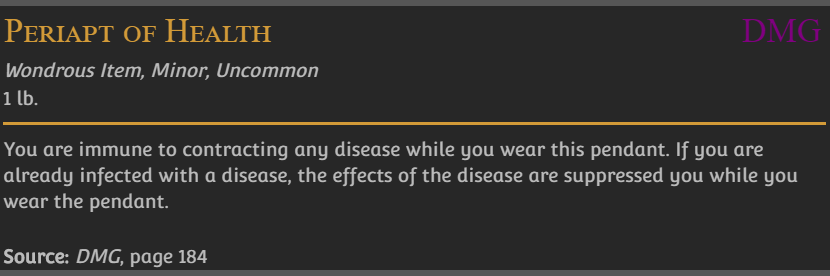 Periapt of Health DMG
Wondrous Item, Minor, Uncommon
1 lb.
You are immune to contracting any disease while you wear this pendant. If you are
already infected with a disease, the effects of the disease are suppressed you while you
wear the pendant.
Source: DMG, page 184